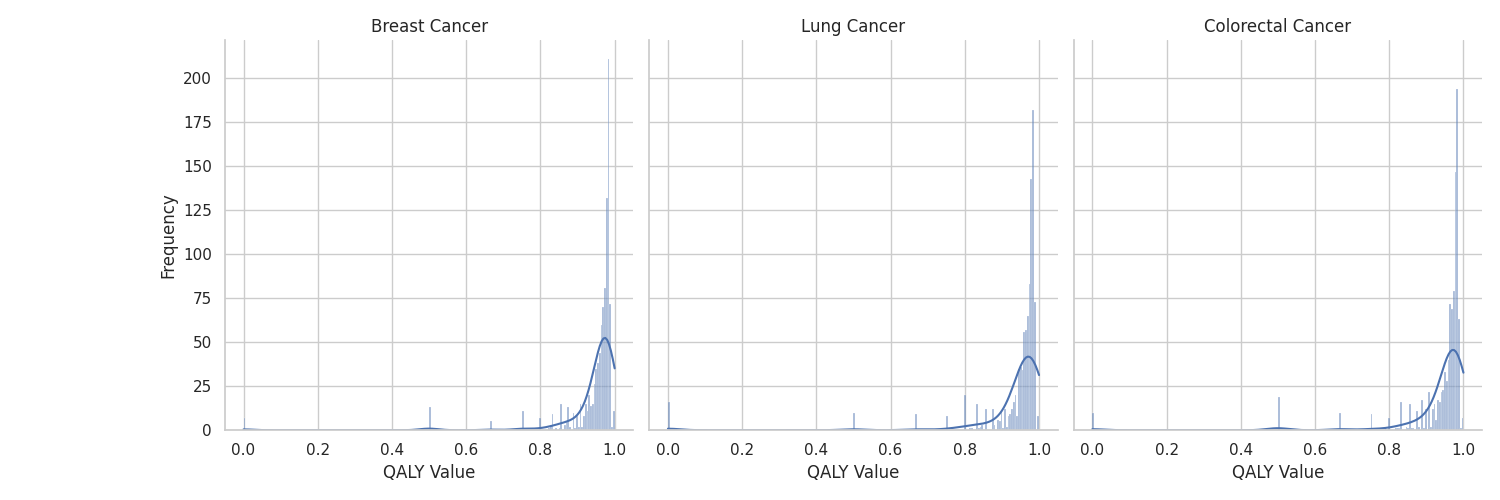 Breast Cancer
Lung Cancer
Colorectal Cancer
Frequency
200
175
150
125
100
75
50
25
0
0.0 0.2 0.4 0.6 0.8 1.0
0.0 0.2 0.4 0.6 0.8 1.0
0.0 0.2 0.4 0.6 0.8 1.0
QALY Value
QALY Value
QALY Value